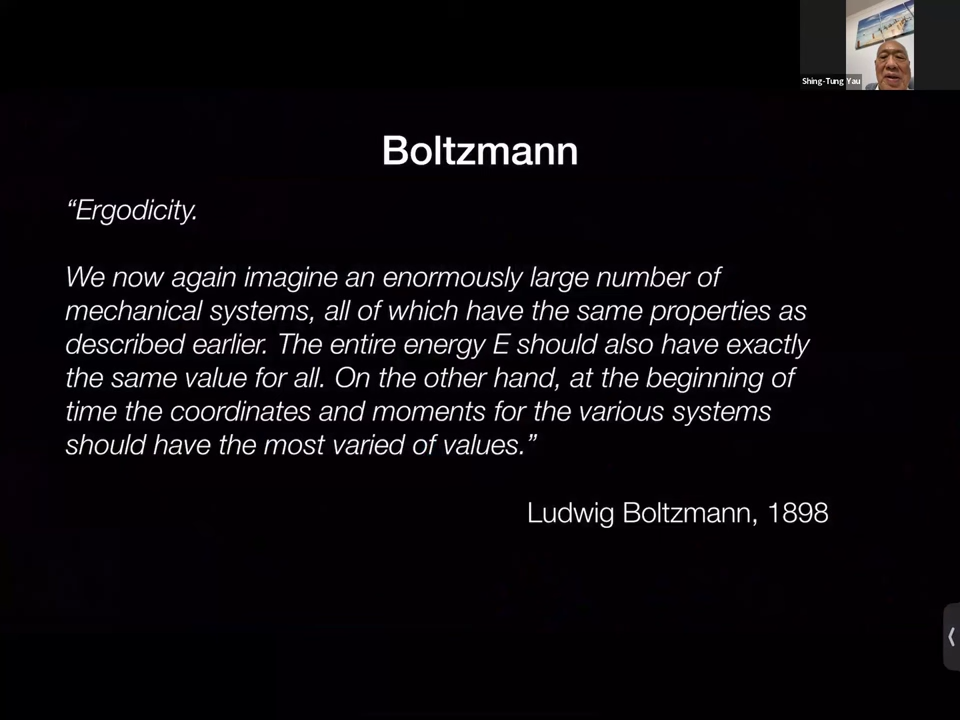 Shing-Tung Yau
Boltzmann
“Ergodicity.
We now again imagine an enormously large number of
mechanical systems, all of which have the same properties as
described earlier. The entire energy E should also have exactly
the same value for all. On the other hand, at the beginning of
time the coordinates and moments for the various systems
should have the most varied of values.”
Ludwig Boltzmann, 1898